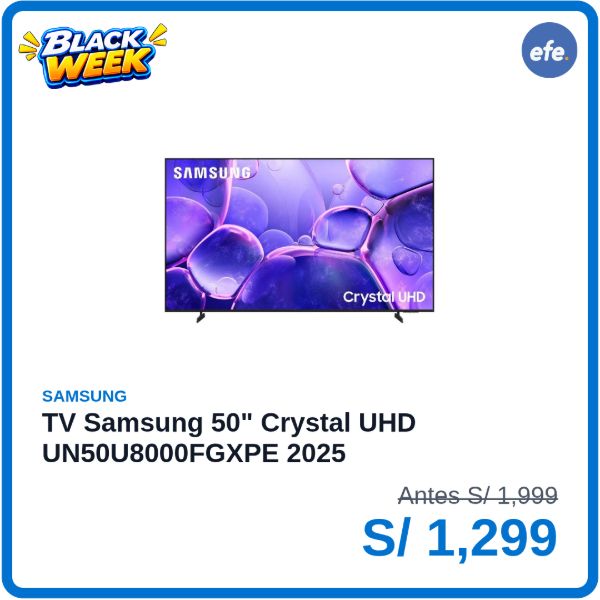 BLACK
WEEK
efe.
SAMSUNG
Crystal UHD
SAMSUNG
TV Samsung 50" Crystal UHD
UN50U8000FGXPE 2025
Antes S/ 1,999
S/ 1,299